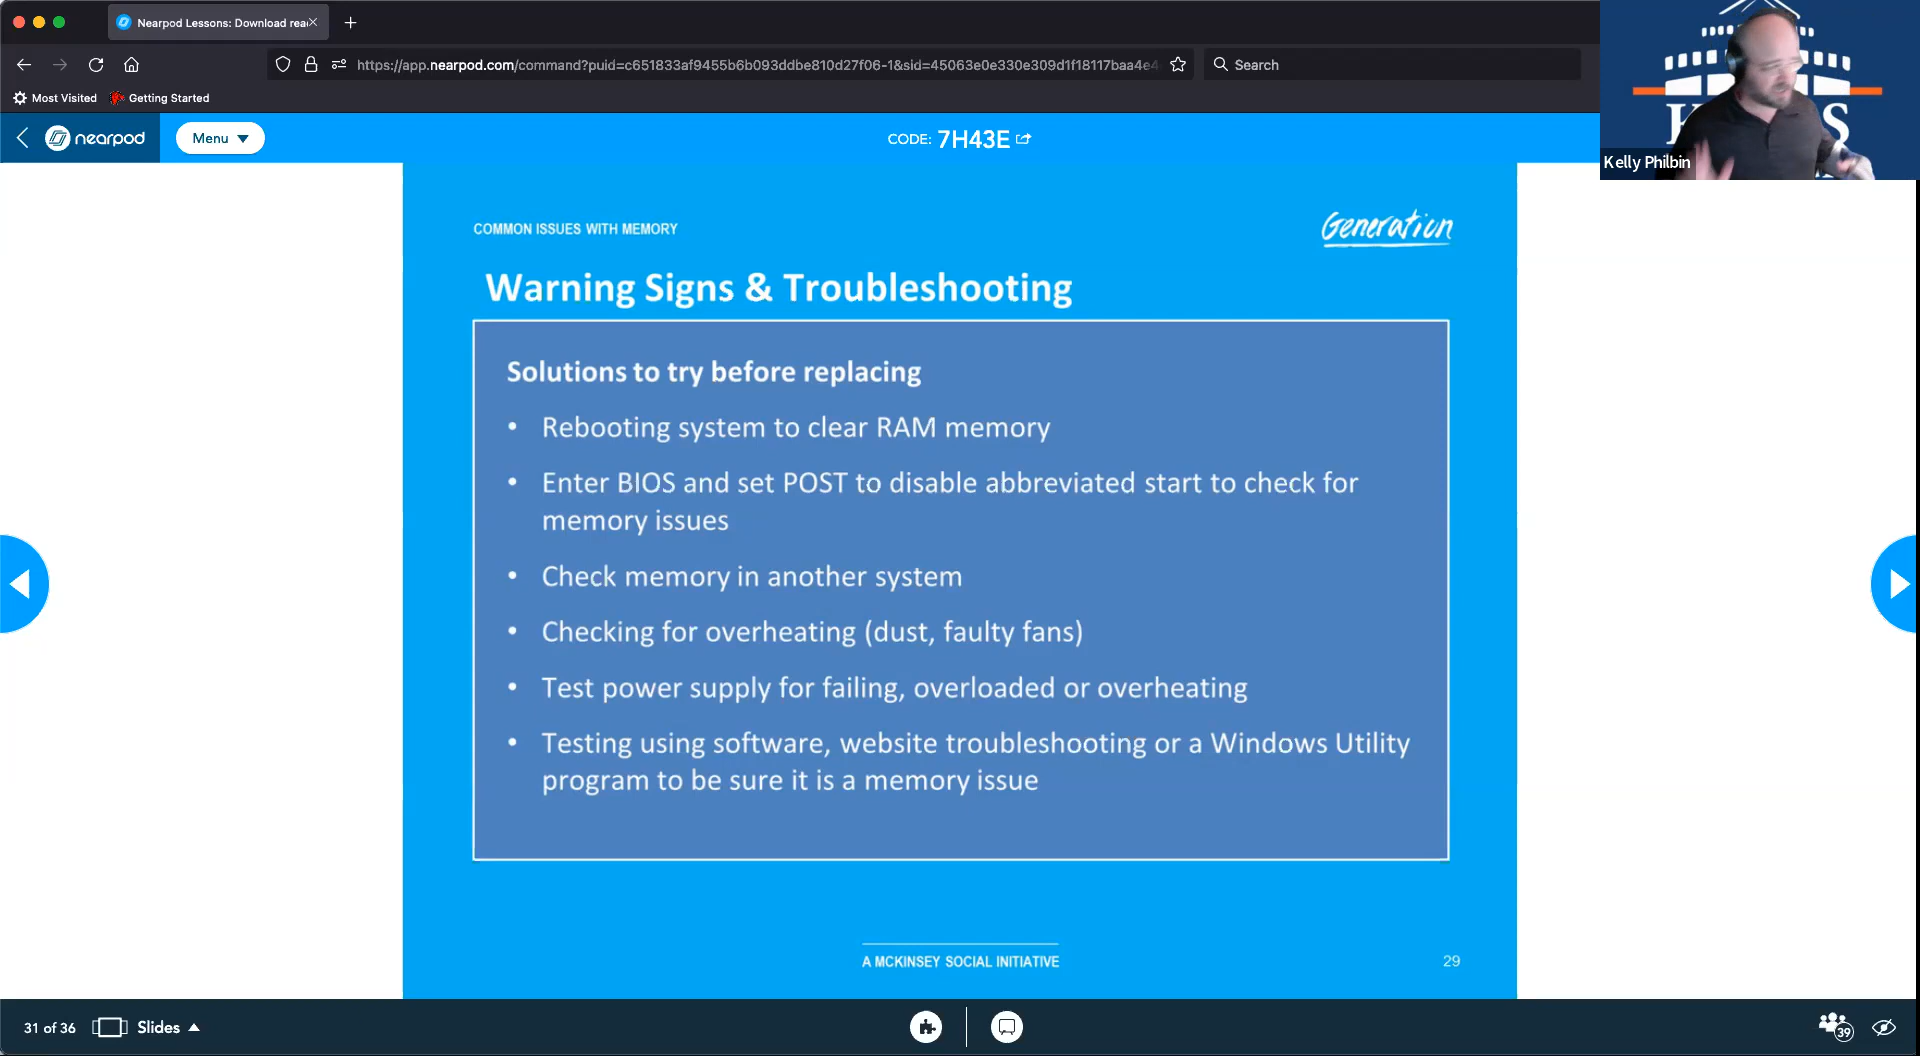 Nearpod Lessons: Download rea
https://app.nearpod.com/command?puid=c651833af9455b6b093ddbe810d27f06-1&sid=45063e0e330e309d1f18117baa4e4
Search
Most Visited
Getting Started
nearpod
Menu
CODE: 7H43E
K S
Kelly Philbin
COMMON ISSUES WITH MEMORY
Generation
Warning Signs & Troubleshooting
Solutions to try before replacing
• Rebooting system to clear RAM memory
• Enter BIOS and set POST to disable abbreviated start to check for
memory issues
• Check memory in another system
• Checking for overheating (dust, faulty fans)
• Test power supply for failing, overloaded or overheating
• Testing using software, website troubleshooting or a Windows Utility
program to be sure it is a memory issue
A MCKINSEY SOCIAL INITIATIVE
29
31 of 36
Slides
39